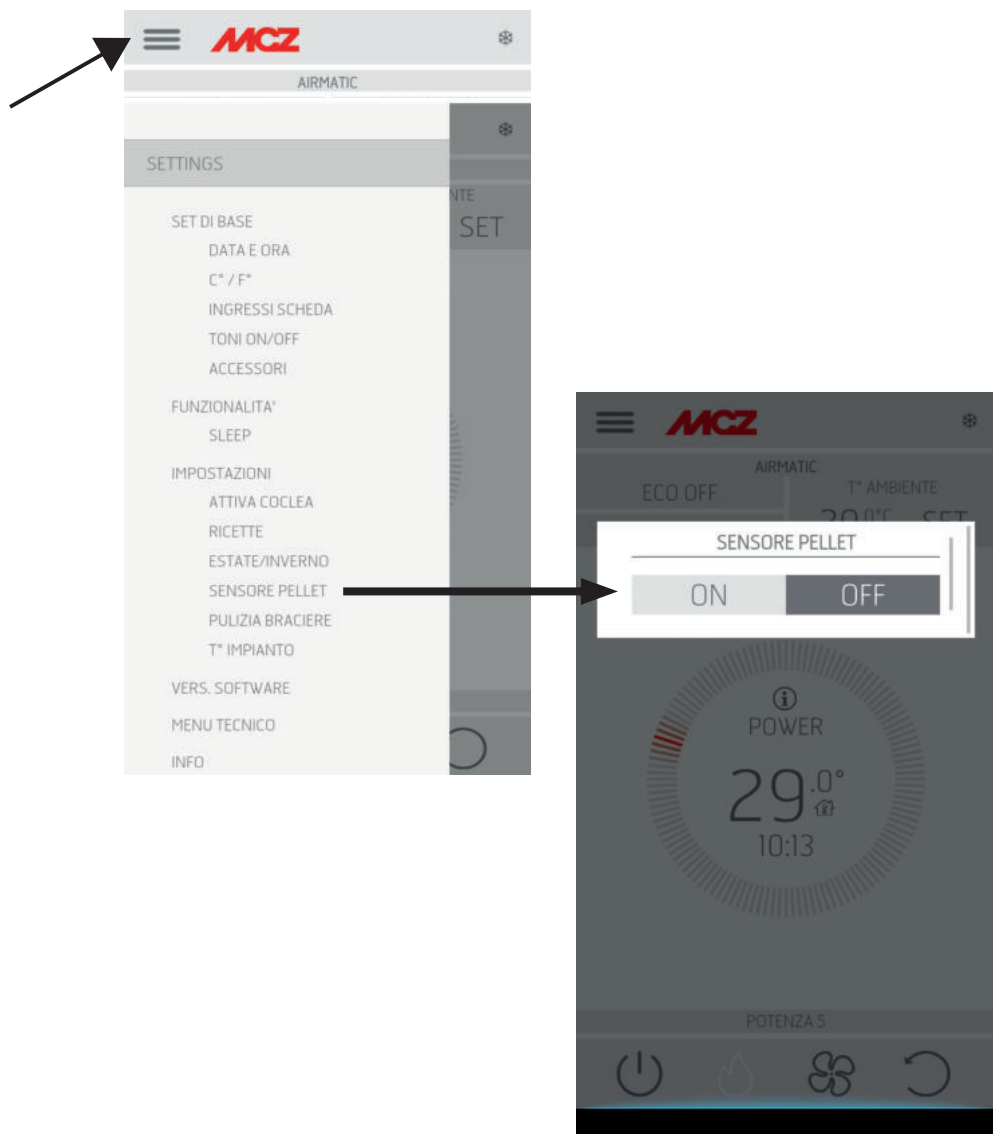 MCZ
AIRMATIC
SETTINGS
NTE
SET
SET DI BASE
DATA E ORA
C° / F°
INGRESSI SCHEDA
TONI ON/OFF
ACCESSORI
FUNZIONALITA'
SLEEP
IMPOSTAZIONI
ATTIVA COCLEA
RICETTE
ESTATE/INVERNO
SENSORE PELLET
PULIZIA BRACIERE
T° IMPIANTO
VERS. SOFTWARE
MENU TECNICO
INFO
MCZ
AIRMATIC
ECO OFF
T° AMBIENTE
SET
SENSORE PELLET
ON OFF
POWER
29.0°
10:13
POTENZA 5